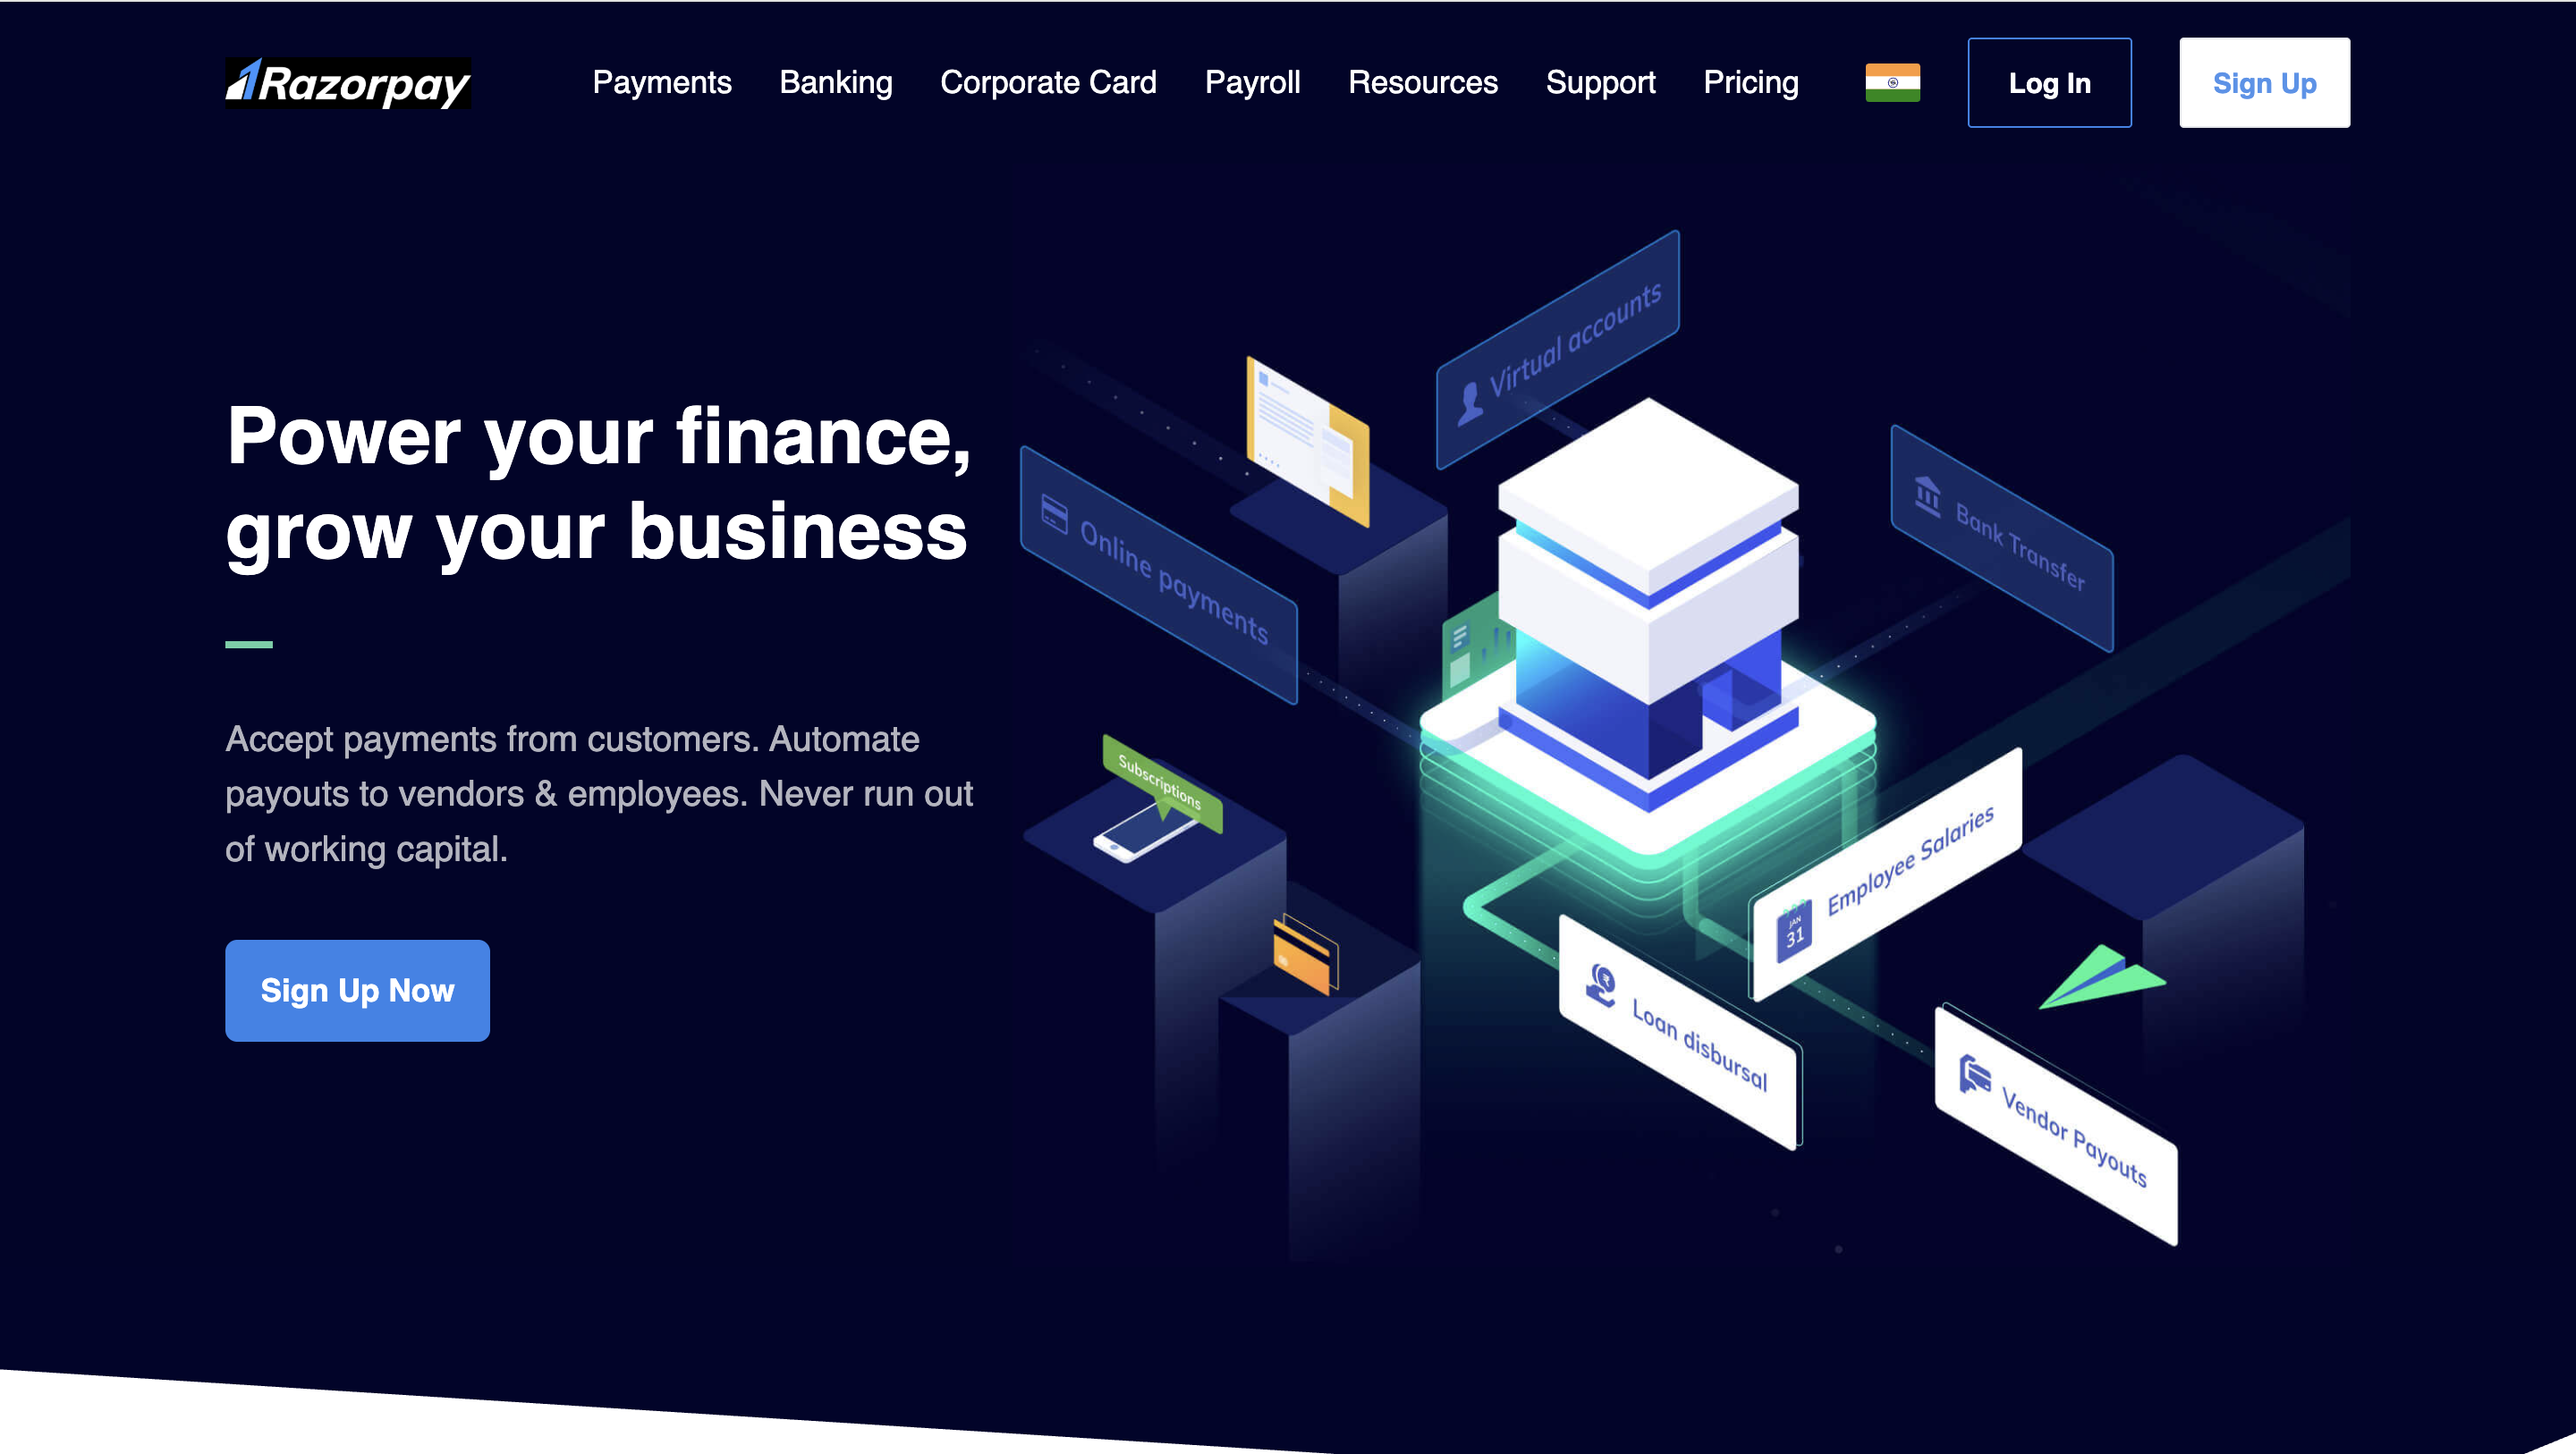 Razorpay
Payments
Banking
Corporate Card
Payroll
Resources
Support
Pricing
Log In
Sign Up
Power your finance,
grow your business
Accept payments from customers. Automate
payouts to vendors & employees. Never run out
of working capital.
Sign Up Now
Virtual accounts
Online payments
Bank Transfer
Subscriptions
Employee Salaries
JAN
31
Loan disbursal
Vendor Payouts